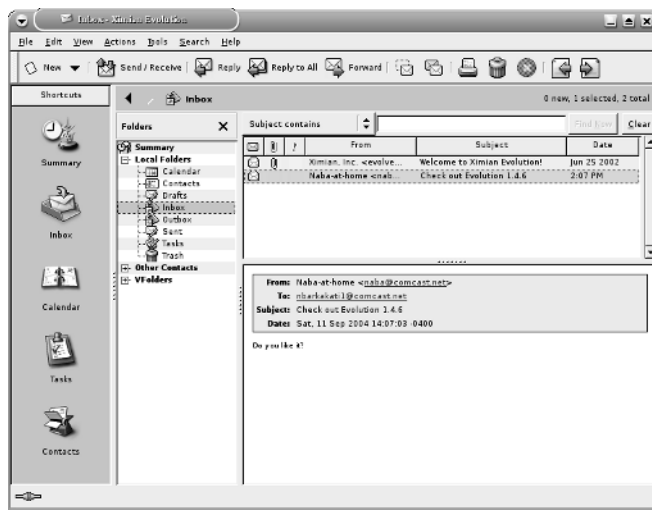 Inbox - Ximian Evolution
File Edit View Actions Tools Search Help
New Send / Receive Reply Reply to All Forward
Shortcuts
Inbox
0 new, 1 selected, 2 total
Summary
Inbox
Calendar
Tasks
Contacts
Folders
Summary
Local Folders
Calendar
Contacts
Drafts
Inbox
Outbox
Sent
Tasks
Trash
Other Contacts
VFolders
Subject contains
Find Now
Clear
From Subject Date
Ximian, Inc. <evolve... Welcome to Ximian Evolution! Jun 25 2002
Naba-at-home <nab... Check out Evolution 1.4.6 2:07 PM
From: Naba-at-home <naba@comcast.net>
To: nbarkakati1@comcast.net
Subject: Check out Evolution 1.4.6
Date: Sat, 11 Sep 2004 14:07:03 -0400
Do you like it?